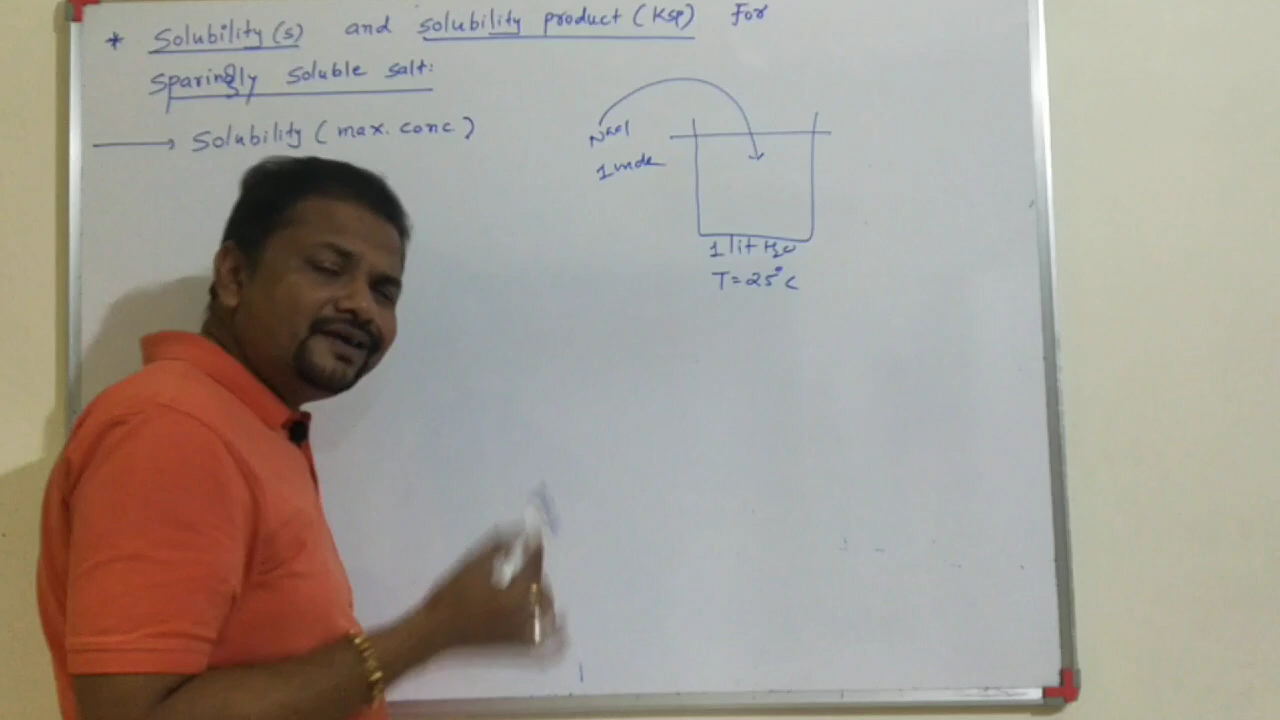 * Solubility (s) and solubility product (Ksp) For
Sparingly soluble salt:
→ Solubility (max. conc.)
NaCl
1 mole
1 lit H2O
T = 25°C